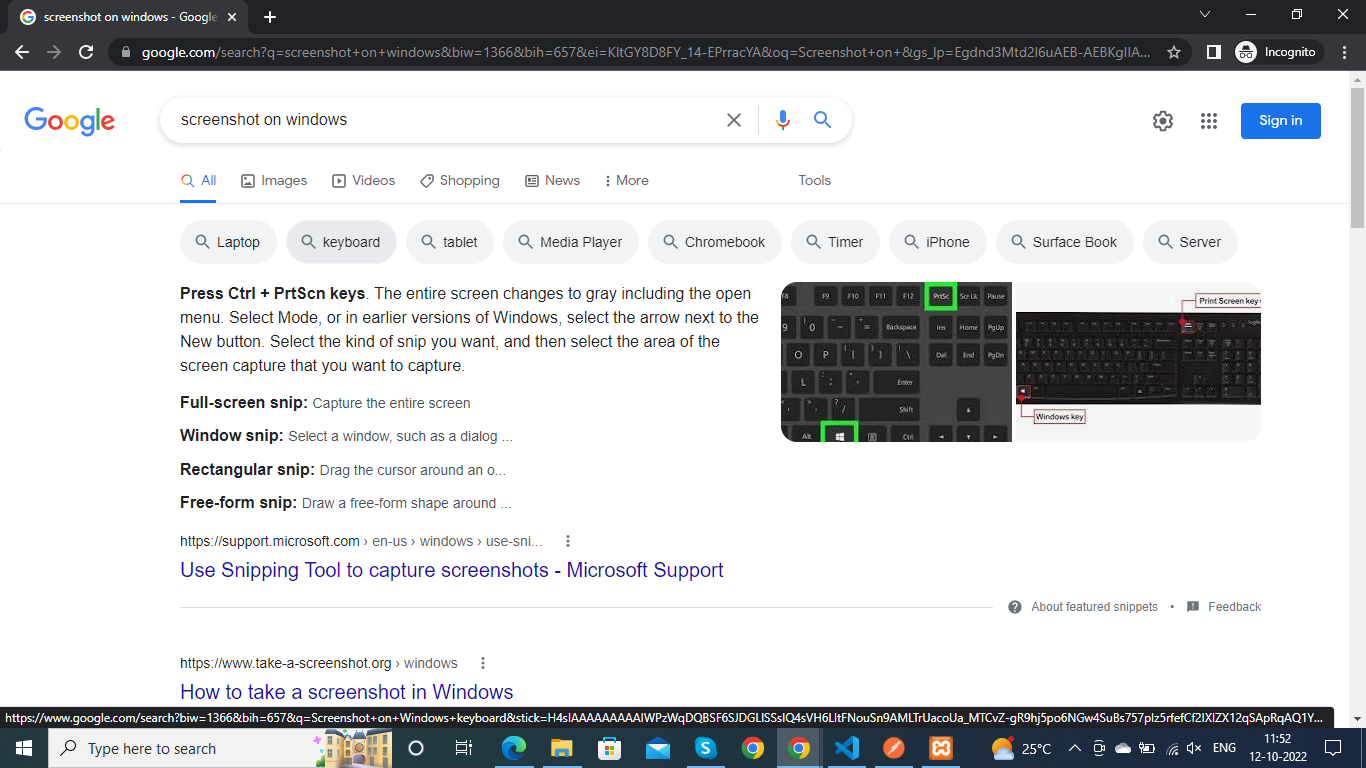 screenshot on windows - Google
google.com/search?q=screenshot+on+windows&biw=1366&bih=657&ei=KltGY8D8FY_14-EPrracYA&oq=Screenshot+on+&gs_lp=Egdnd3Mtd2l6uAEB-AEBKgIIA...
Incognito
Google
screenshot on windows
Sign in
All
Images
Videos
Shopping
News
More
Tools
Laptop
keyboard
tablet
Media Player
Chromebook
Timer
iPhone
Surface Book
Server
Press Ctrl + PrtScn keys. The entire screen changes to gray including the open
menu. Select Mode, or in earlier versions of Windows, select the arrow next to the
New button. Select the kind of snip you want, and then select the area of the
screen capture that you want to capture.
Full-screen snip: Capture the entire screen
Window snip: Select a window, such as a dialog ...
Rectangular snip: Drag the cursor around an o...
Free-form snip: Draw a free-form shape around ...
F8 F9 F10 F11 F12 PrtSc Scr Lk Pause
9 ) 0 - + = Backspace Ins Home PgUp
O P { [ } ] | \ Del End PgDn
L : ; " ' Enter
> . ? / Shift
Alt Ctrl
Print Screen key
Windows key
https://support.microsoft.com › en-us › windows › use-sni...
Use Snipping Tool to capture screenshots - Microsoft Support
About featured snippets • Feedback
https://www.take-a-screenshot.org › windows
How to take a screenshot in Windows
https://www.google.com/search?biw=1366&bih=657&q=Screenshot+on+Windows+keyboard&stick=
Type here to search
25°C
ENG
11:52
12-10-2022